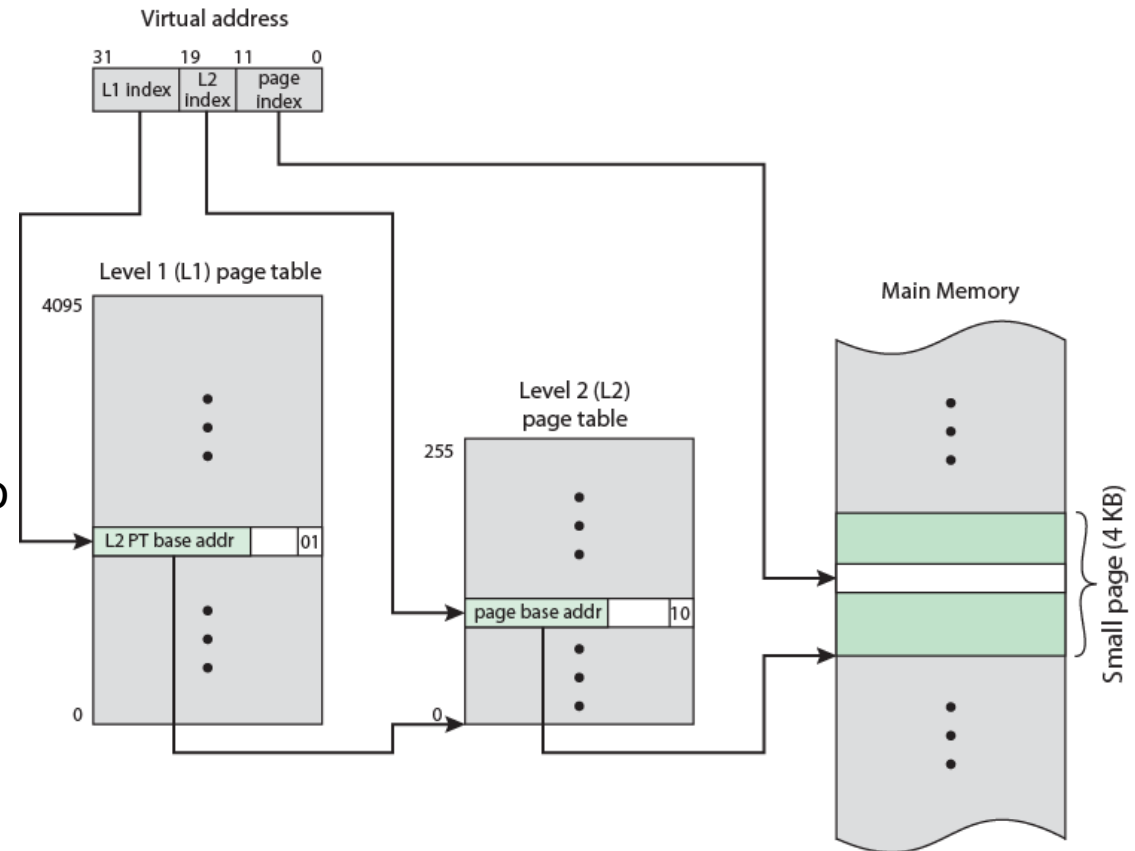 Virtual address
31 19 11 0
L1 index
L2
index
page
index
Level 1 (L1) page table
4095
L2 PT base addr
01
0
Level 2 (L2)
page table
255
page base addr
10
0
Main Memory
Small page (4 KB)